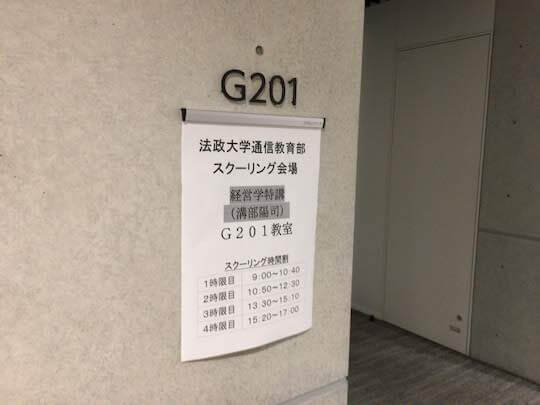 G201
法政大学通信教育部
スクーリング会場
経営学特講
（溝部陽司）
Ｇ２０１教室
スクーリング時間割
1時限目 9:00～10:40
2時限目 10:50～12:30
3時限目 13:30～15:10
4時限目 15:20～17:00